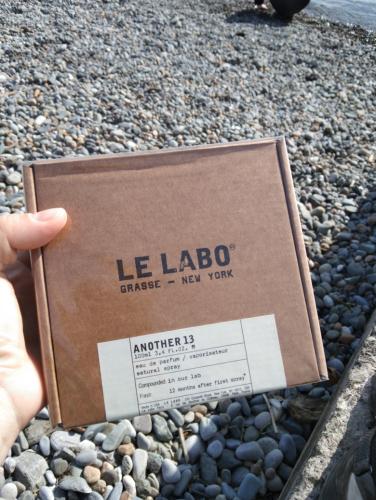 LE LABO®
GRASSE — NEW YORK
ANOTHER 13
100ml 3,4 FL.OZ. ℮
eau de parfum / vaporisateur
natural spray
Compounded in our lab
12 months after first spray